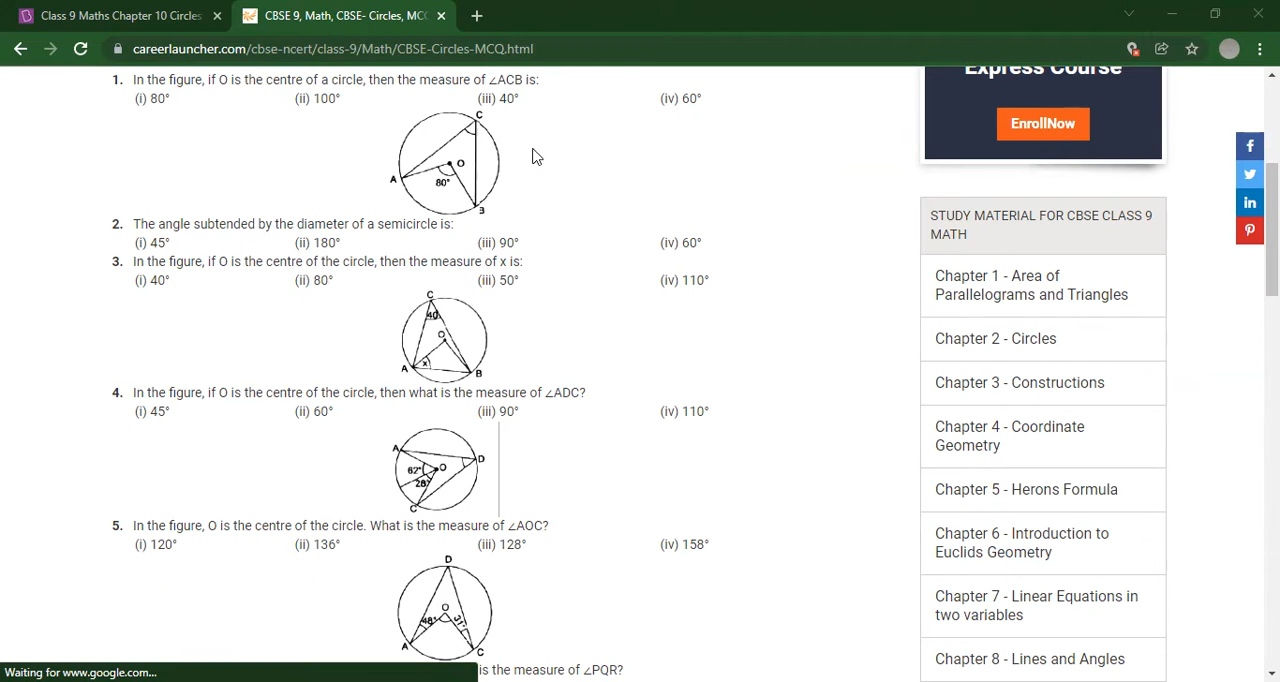 Class 9 Maths Chapter 10 Circles
CBSE 9, Math, CBSE- Circles, MCC
careerlauncher.com/cbse-ncert/class-9/Math/CBSE-Circles-MCQ.html
1. In the figure, if O is the centre of a circle, then the measure of ∠ACB is:
(i) 80° (ii) 100° (iii) 40° (iv) 60°
C
O
A
80°
B
2. The angle subtended by the diameter of a semicircle is:
(i) 45° (ii) 180° (iii) 90° (iv) 60°
3. In the figure, if O is the centre of the circle, then the measure of x is:
(i) 40° (ii) 80° (iii) 50° (iv) 110°
C
40
O
x
A
B
4. In the figure, if O is the centre of the circle, then what is the measure of ∠ADC?
(i) 45° (ii) 60° (iii) 90° (iv) 110°
A
D
62° O
28°
C
5. In the figure, O is the centre of the circle. What is the measure of ∠AOC?
(i) 120° (ii) 136° (iii) 128° (iv) 158°
D
O
48° 31°
A
C
is the measure of ∠PQR?
Waiting for www.google.com...
Express Course
EnrollNow
STUDY MATERIAL FOR CBSE CLASS 9
MATH
Chapter 1 - Area of
Parallelograms and Triangles
Chapter 2 - Circles
Chapter 3 - Constructions
Chapter 4 - Coordinate
Geometry
Chapter 5 - Herons Formula
Chapter 6 - Introduction to
Euclids Geometry
Chapter 7 - Linear Equations in
two variables
Chapter 8 - Lines and Angles